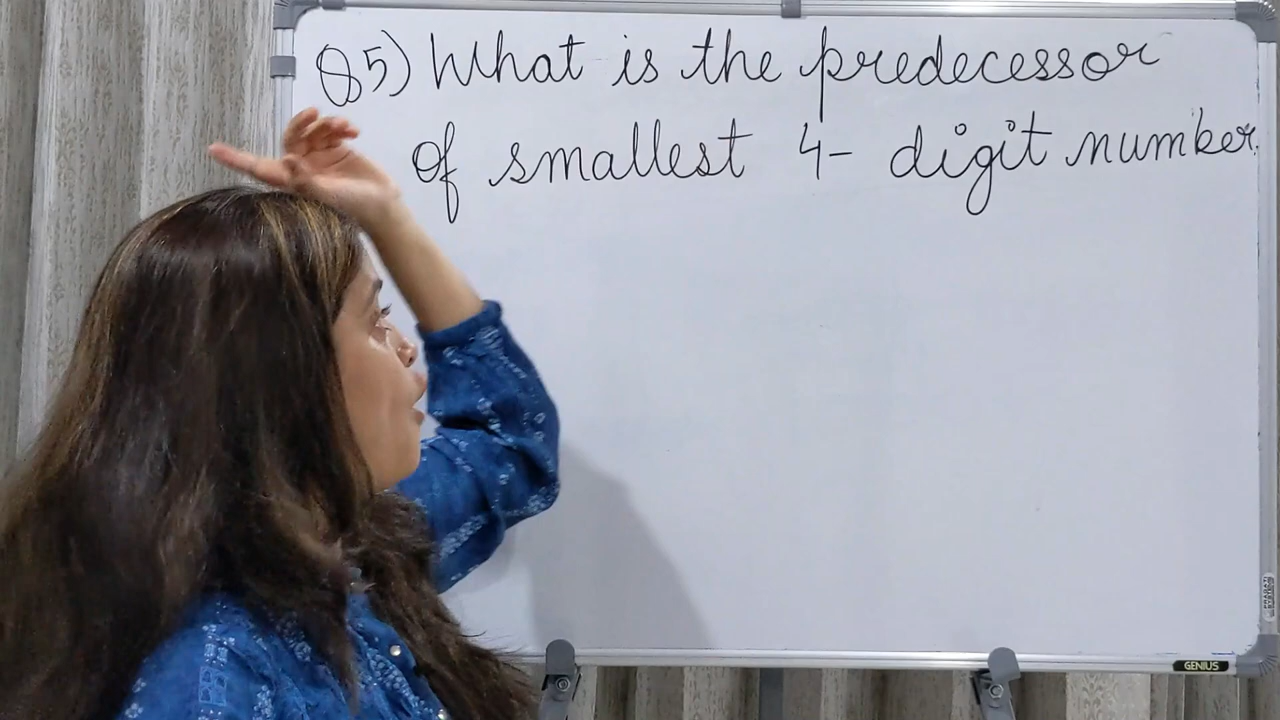 Q5) What is the predecessor
of smallest 4- digit number.
GENIUS